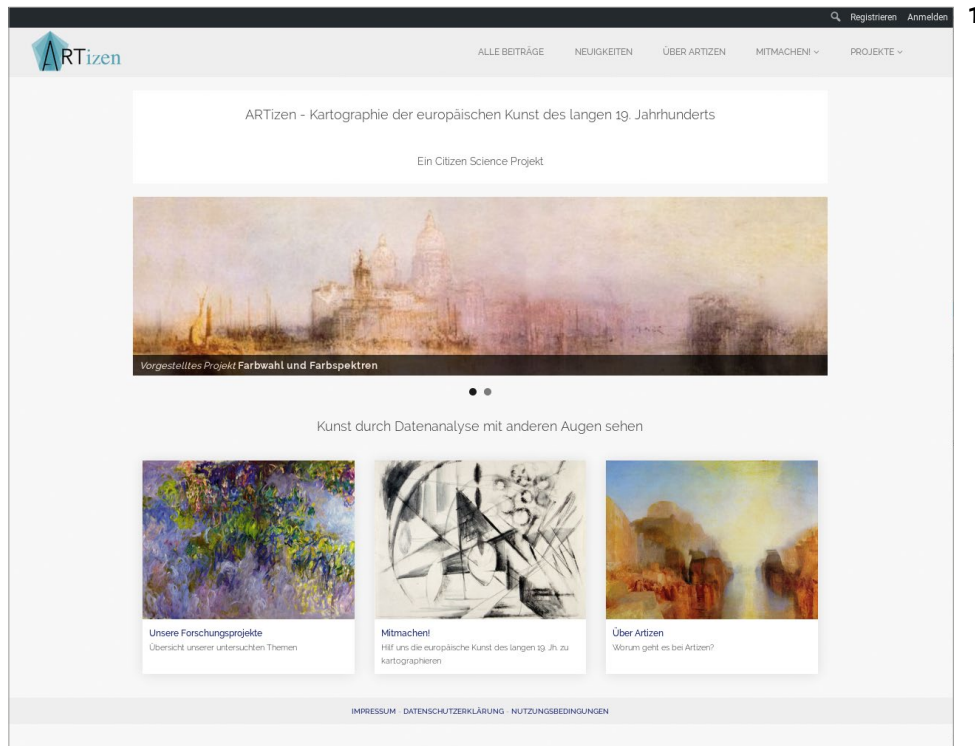 Registrieren Anmelden
1
ARTizen
ALLE BEITRÄGE NEUIGKEITEN ÜBER ARTIZEN MITMACHEN! PROJEKTE
ARTizen - Kartographie der europäischen Kunst des langen 19. Jahrhunderts
Ein Citizen Science Projekt
Vorgestelltes Projekt Farbwahl und Farbspektren
Kunst durch Datenanalyse mit anderen Augen sehen
Unsere Forschungsprojekte
Übersicht unserer untersuchten Themen
Mitmachen!
Hilf uns die europäische Kunst des langen 19. Jh. zu
kartographieren
Über Artizen
Worum geht es bei Artizen?
IMPRESSUM - DATENSCHUTZERKLÄRUNG - NUTZUNGSBEDINGUNGEN